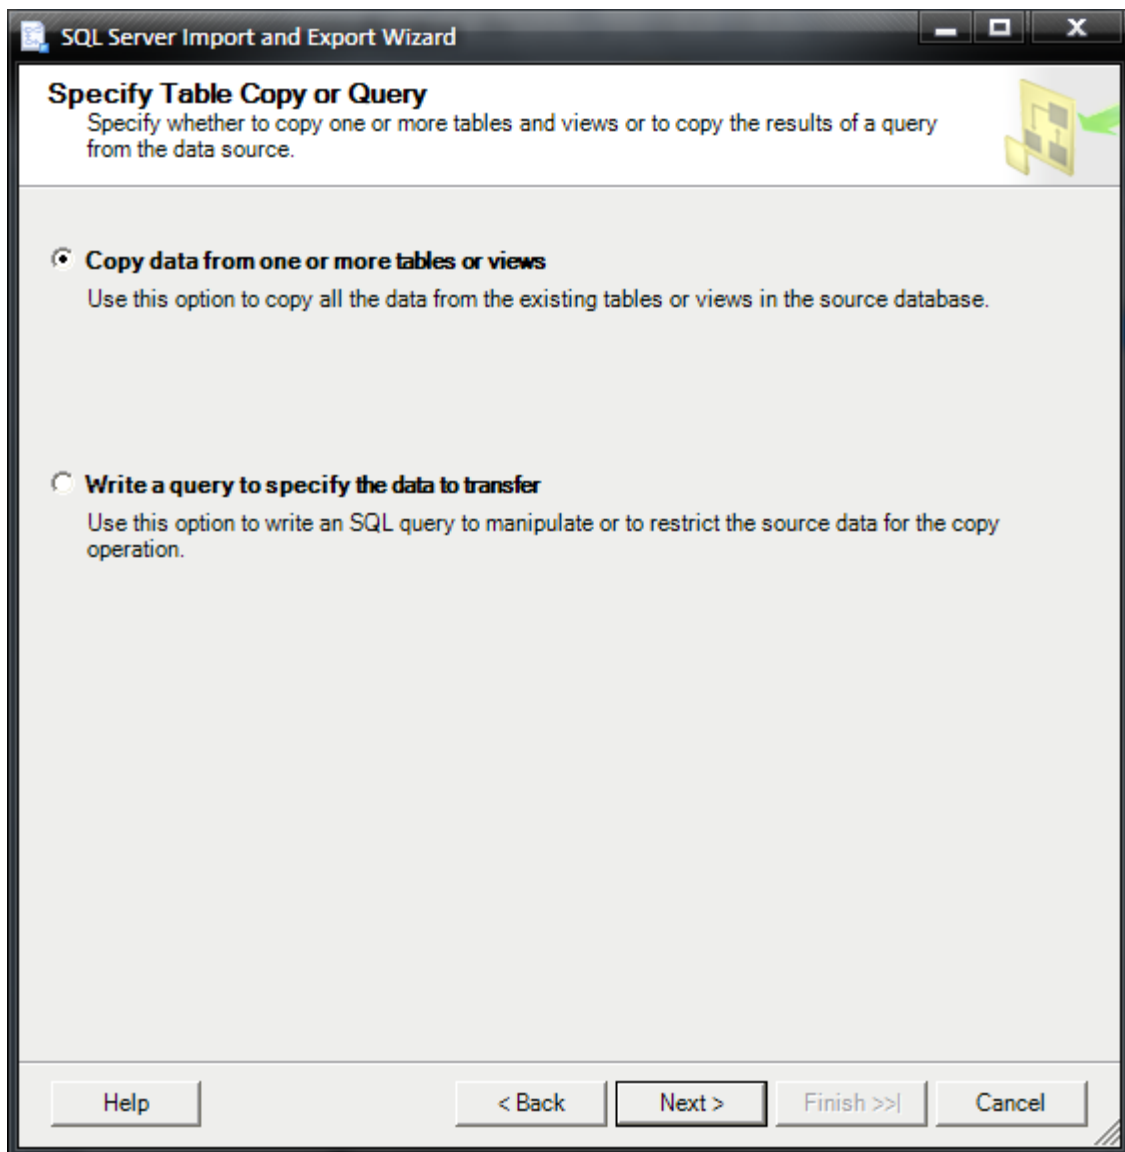 SQL Server Import and Export Wizard
Specify Table Copy or Query
Specify whether to copy one or more tables and views or to copy the results of a query
from the data source.
Copy data from one or more tables or views
Use this option to copy all the data from the existing tables or views in the source database.
Write a query to specify the data to transfer
Use this option to write an SQL query to manipulate or to restrict the source data for the copy
operation.
Help < Back Next > Finish >>| Cancel